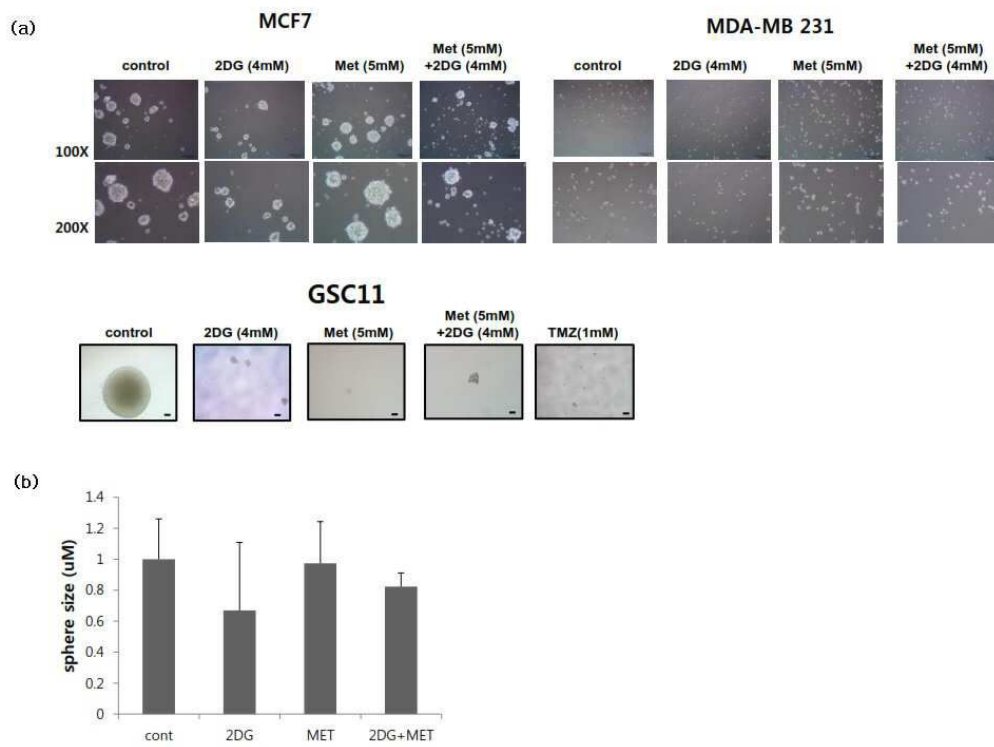 (a)
MCF7
MDA-MB 231
control
2DG (4mM)
Met (5mM)
Met (5mM)
+2DG (4mM)
control
2DG (4mM)
Met (5mM)
Met (5mM)
+2DG (4mM)
100X
200X
GSC11
control
2DG (4mM)
Met (5mM)
Met (5mM)
+2DG (4mM)
TMZ(1mM)
(b)
sphere size (uM)
1.4
1.2
1
0.8
0.6
0.4
0.2
0
cont
2DG
MET
2DG+MET